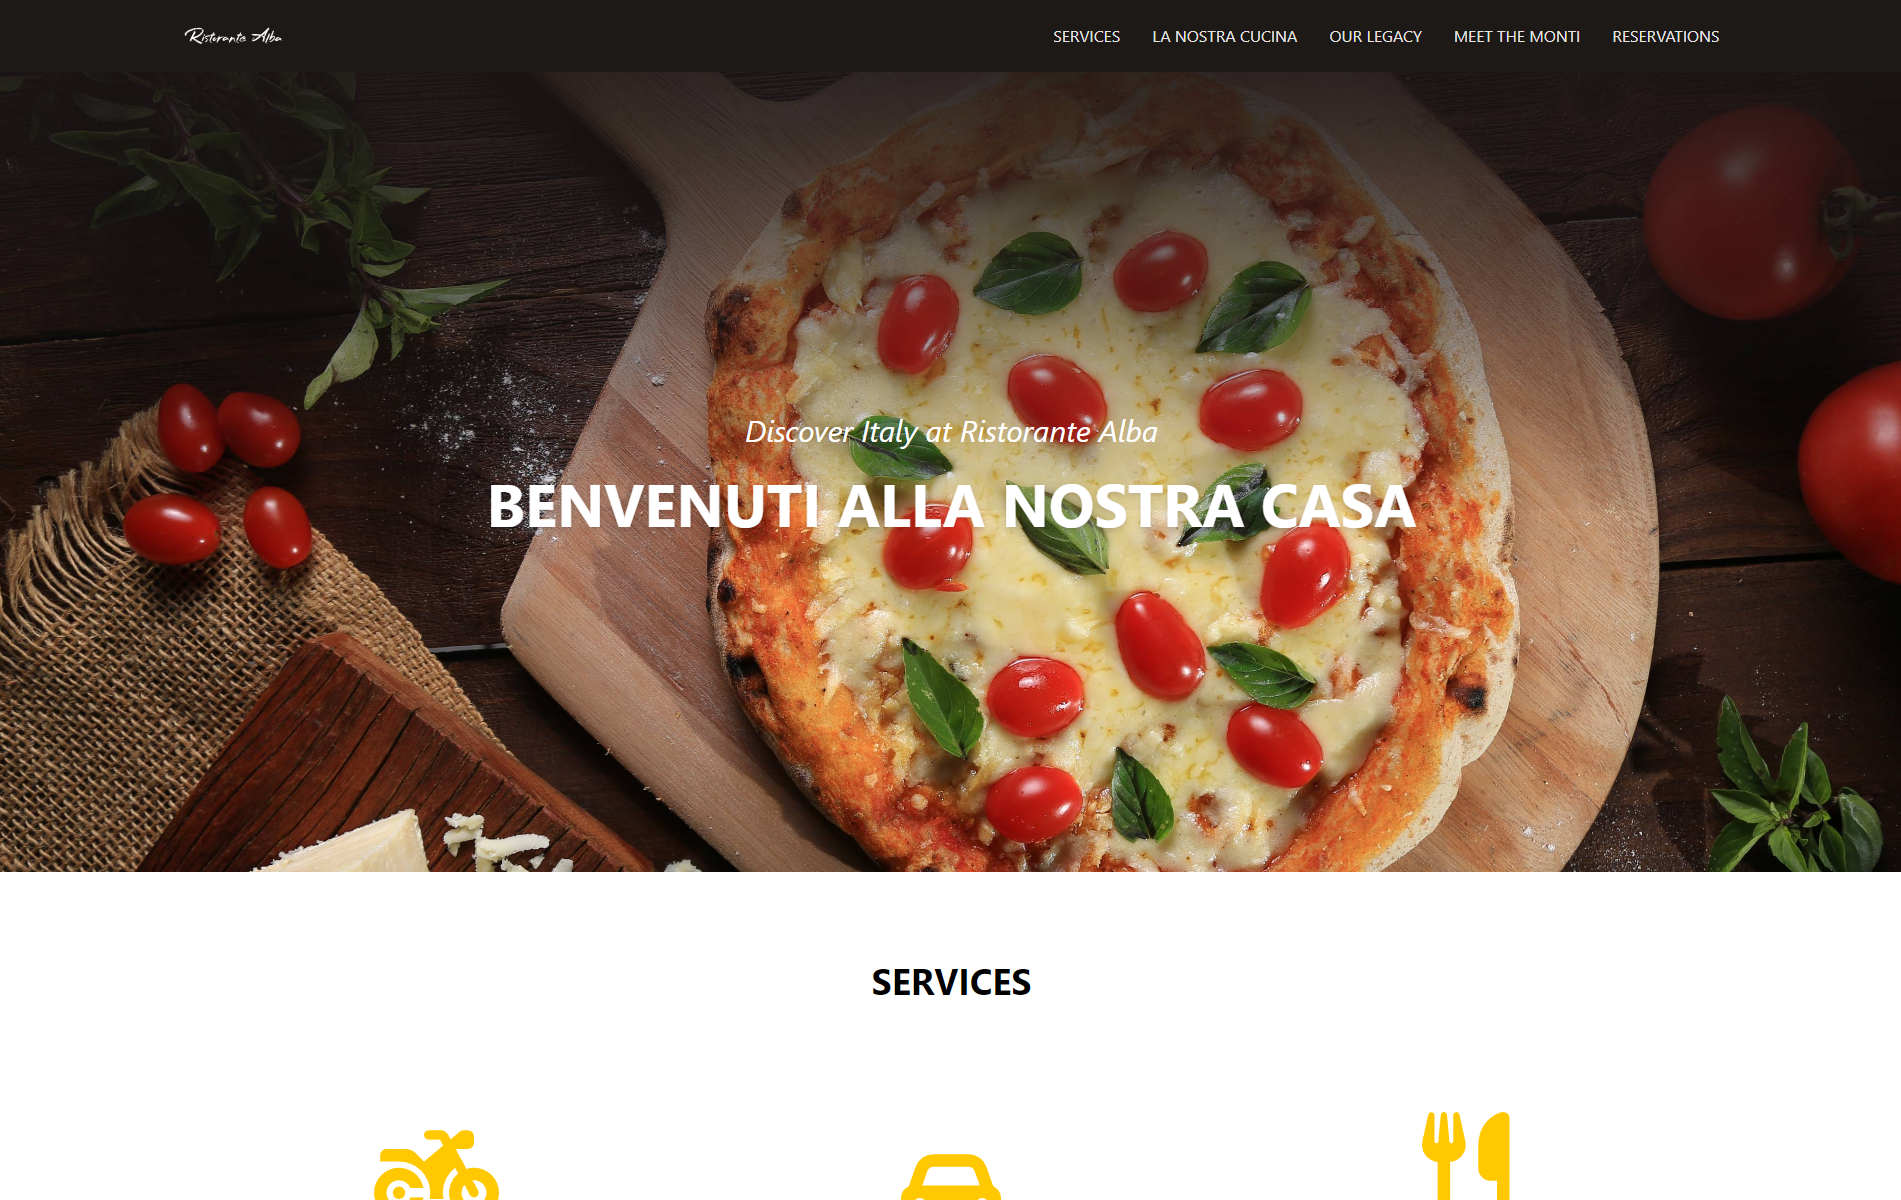 Ristorante Alba
SERVICES
LA NOSTRA CUCINA
OUR LEGACY
MEET THE MONTI
RESERVATIONS
Discover Italy at Ristorante Alba
BENVENUTI ALLA NOSTRA CASA
SERVICES